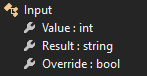 Input
Value : int
Result : string
Override : bool